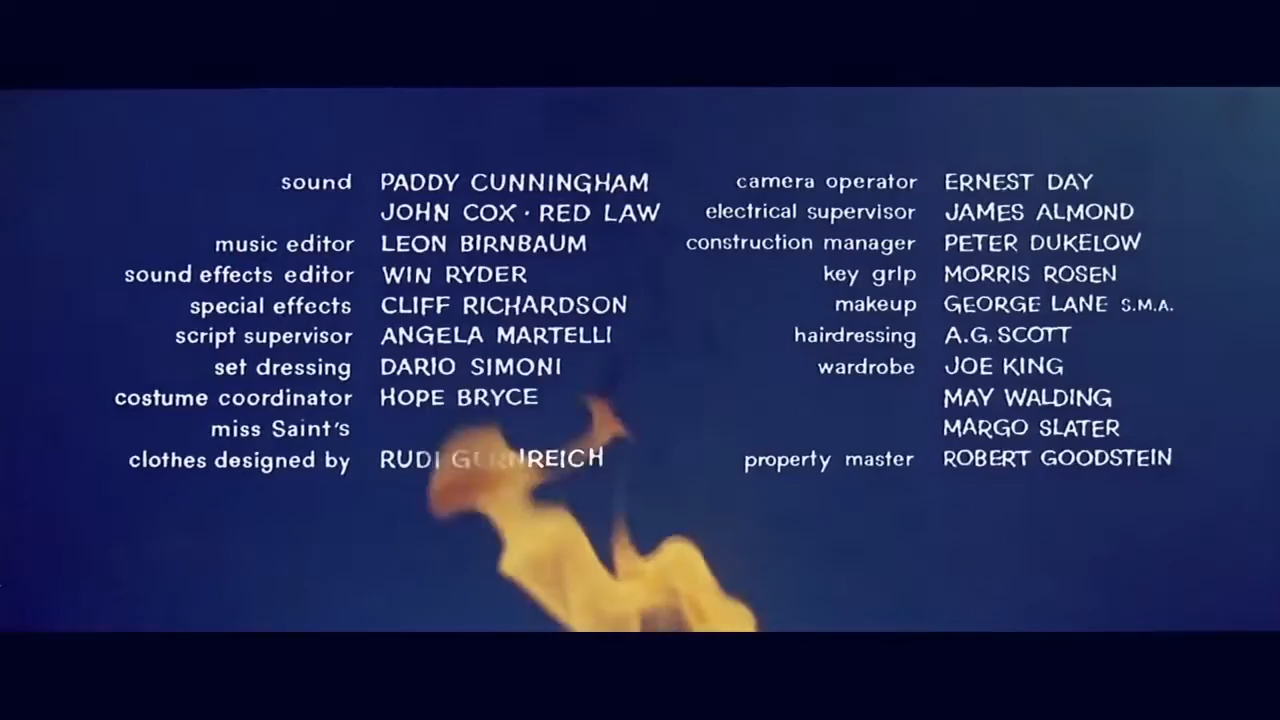 sound PADDY CUNNINGHAM
JOHN COX · RED LAW
music editor LEON BIRNBAUM
sound effects editor WIN RYDER
special effects CLIFF RICHARDSON
script supervisor ANGELA MARTELLI
set dressing DARIO SIMONI
costume coordinator HOPE BRYCE
miss Saint's
clothes designed by RUDI GERNREICH
camera operator ERNEST DAY
electrical supervisor JAMES ALMOND
construction manager PETER DUKELOW
key grip MORRIS ROSEN
makeup GEORGE LANE S.M.A.
hairdressing A.G. SCOTT
wardrobe JOE KING
MAY WALDING
MARGO SLATER
property master ROBERT GOODSTEIN